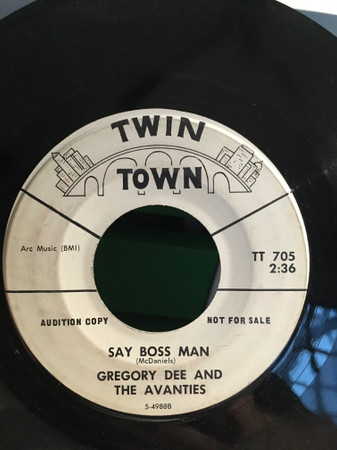 TWIN
TOWN
Arc Music (BMI)
TT 705
2:36
AUDITION COPY
NOT FOR SALE
SAY BOSS MAN
(McDaniels)
GREGORY DEE AND
THE AVANTIES
5-4988B